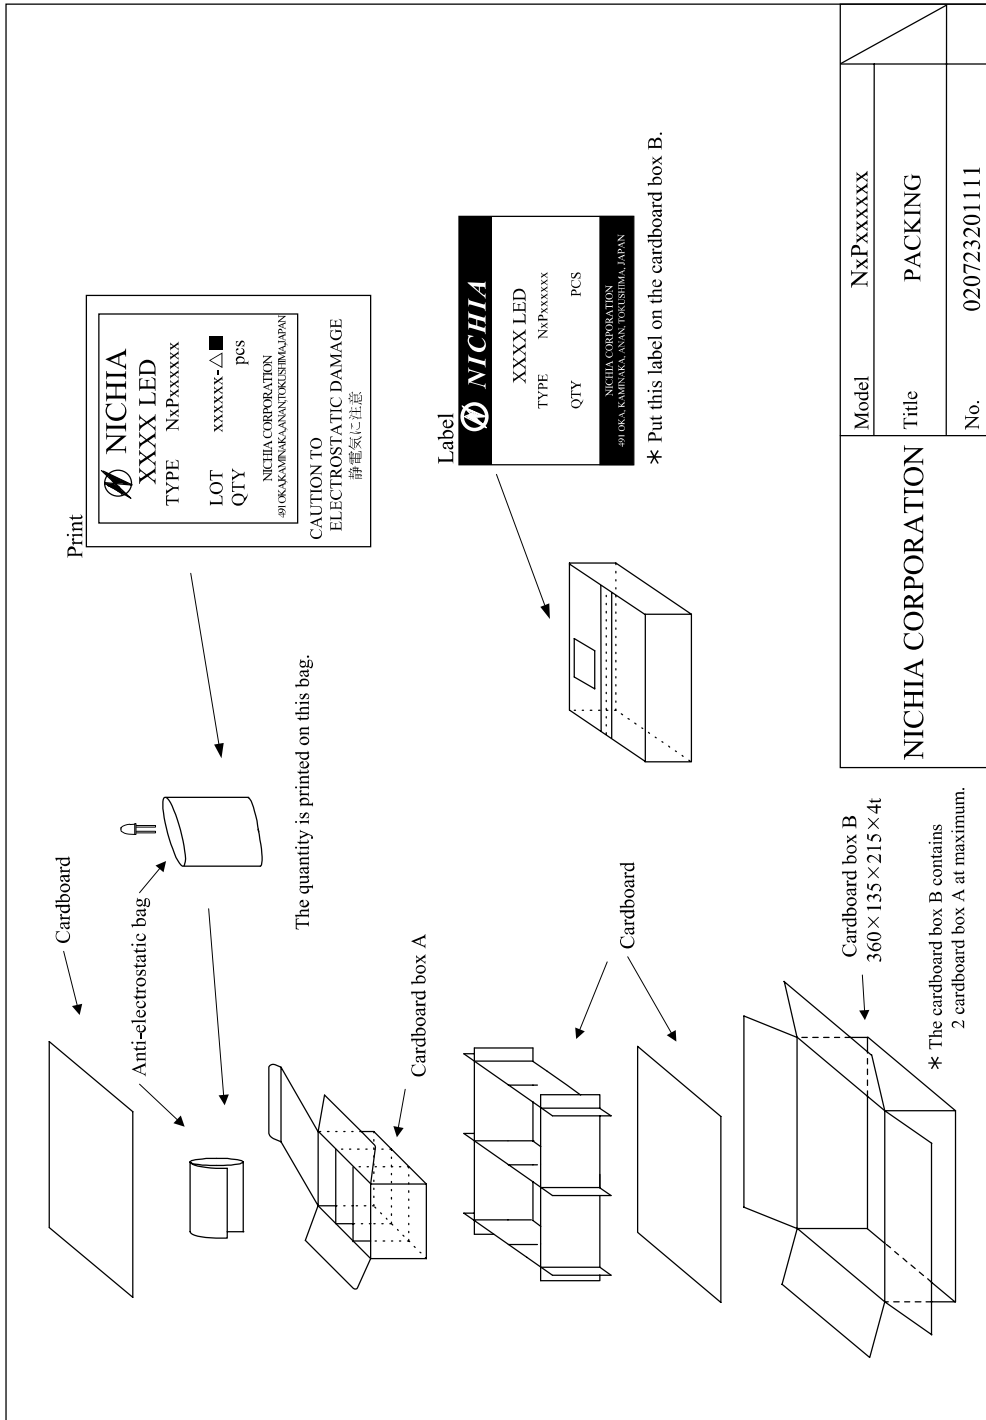 Cardboard
Anti-electrostatic bag
Print
NICHIA
XXXX LED
TYPE NxPxxxxxx
LOT xxxxxx-△■
QTY pcs
NICHIA CORPORATION
491 OKA,KAMINAKA,ANAN,TOKUSHIMA,JAPAN
CAUTION TO
ELECTROSTATIC DAMAGE
静電気に注意
The quantity is printed on this bag.
Cardboard box A
Label
NICHIA
XXXX LED
TYPE NxPxxxxxx
QTY PCS
NICHIA CORPORATION
491 OKA, KAMINAKA, ANAN, TOKUSHIMA, JAPAN
* Put this label on the cardboard box B.
Cardboard
Cardboard box B
360×135×215×4t
* The cardboard box B contains
2 cardboard box A at maximum.
NICHIA CORPORATION
Model NxPxxxxxx
Title PACKING
No. 020723201111